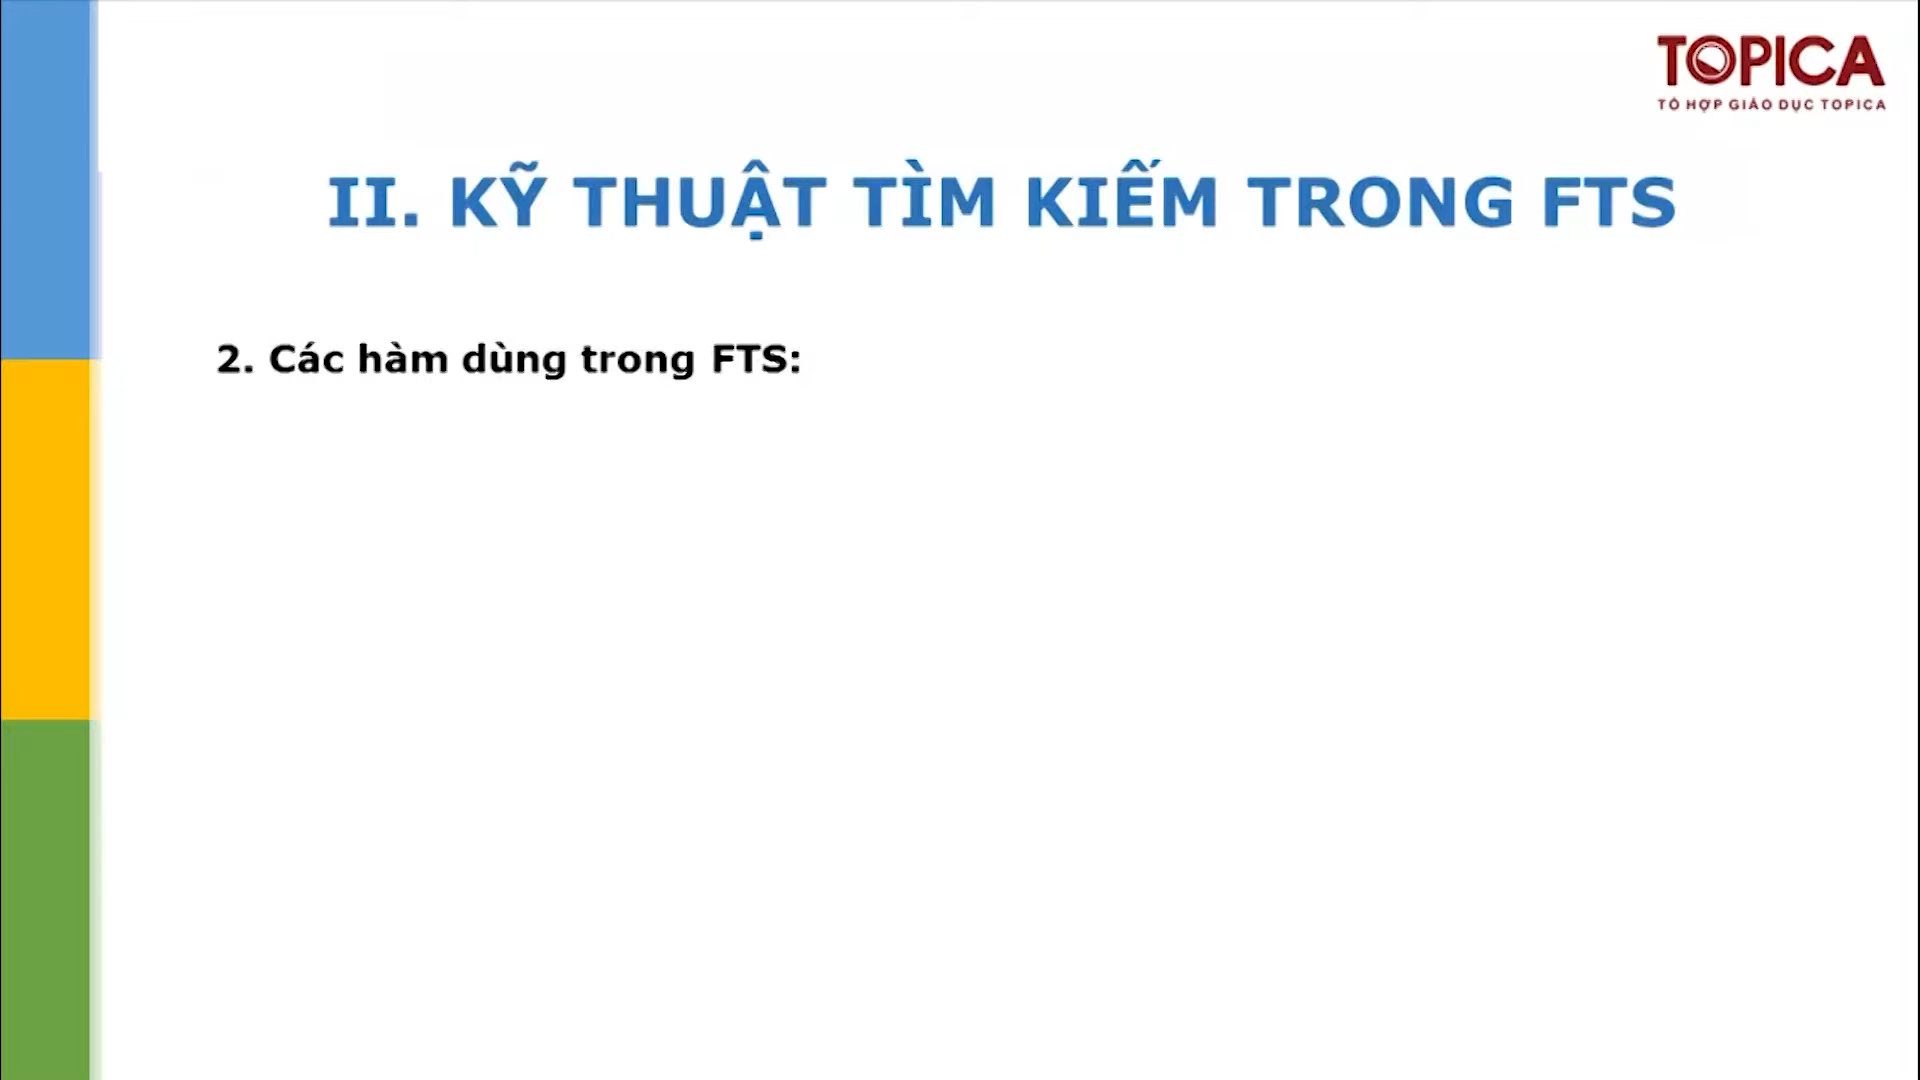 TOPICA
TỔ HỢP GIÁO DỤC TOPICA
II. KỸ THUẬT TÌM KIẾM TRONG FTS
2. Các hàm dùng trong FTS: